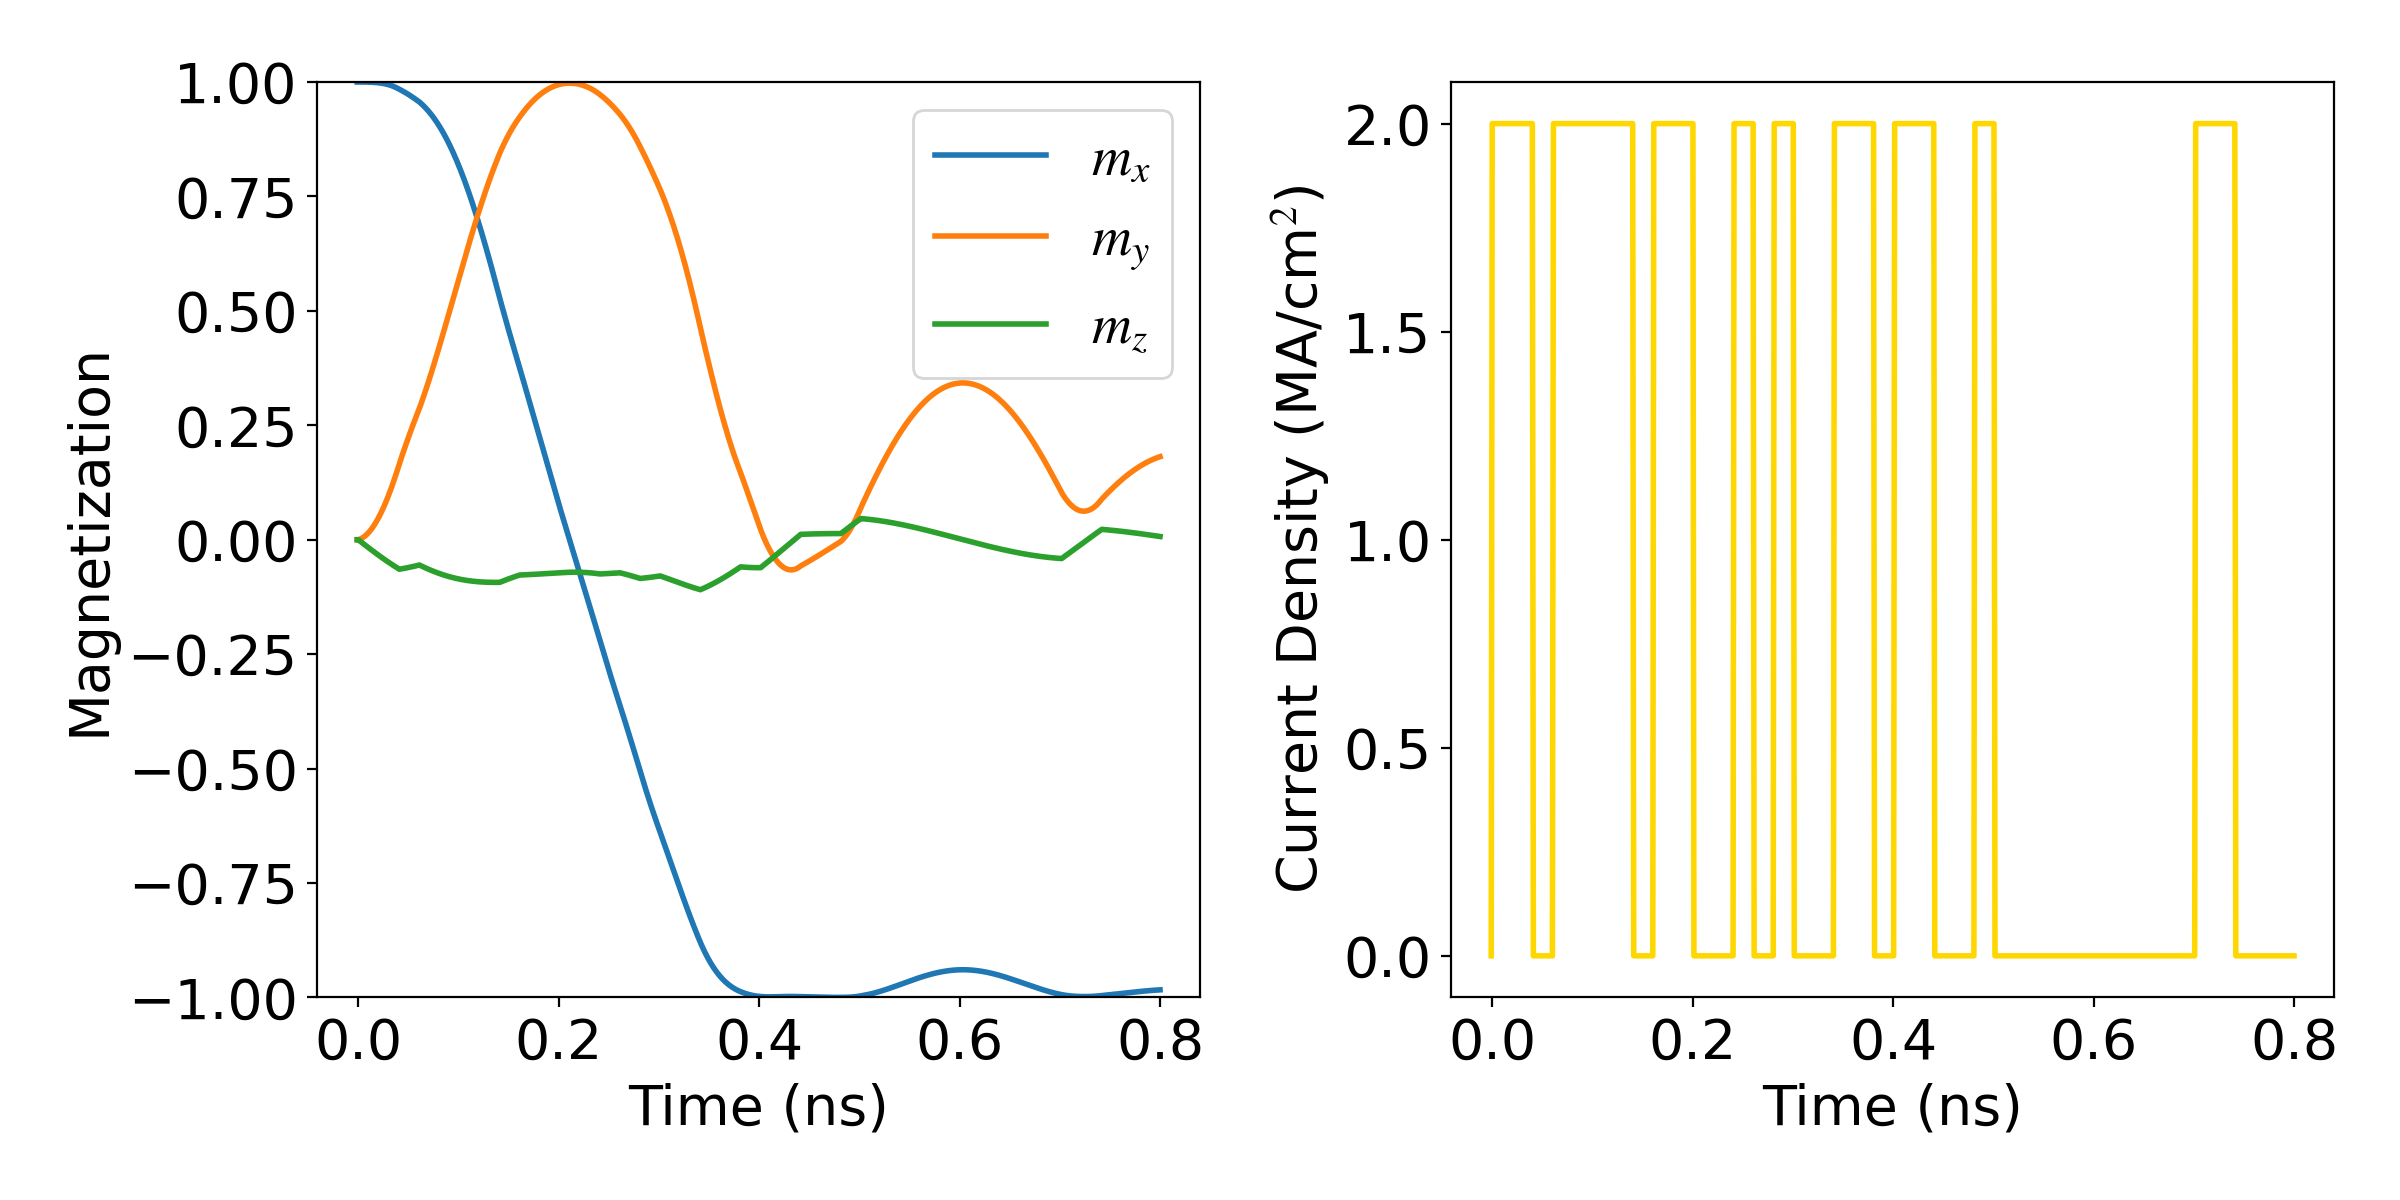 1.00
0.75
0.50
0.25
0.00
−0.25
−0.50
−0.75
−1.00
Magnetization
0.0 0.2 0.4 0.6 0.8
Time (ns)
mx
my
mz
2.0
1.5
1.0
0.5
0.0
Current Density (MA/cm²)
0.0 0.2 0.4 0.6 0.8
Time (ns)